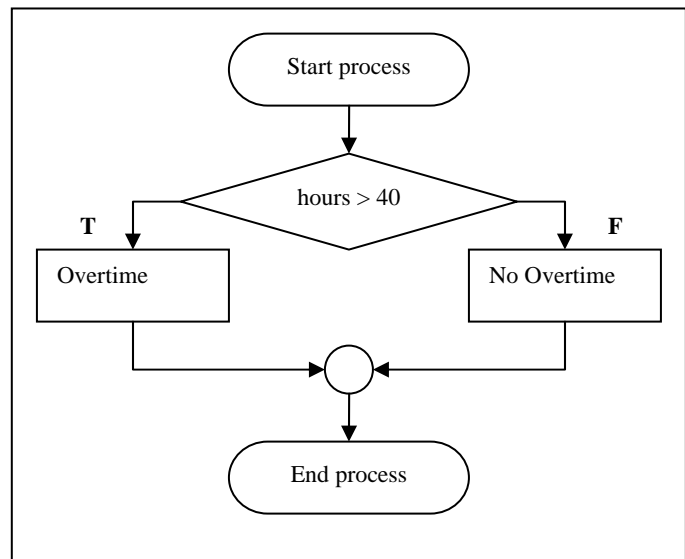 Start process
hours > 40
T
F
Overtime
No Overtime
End process